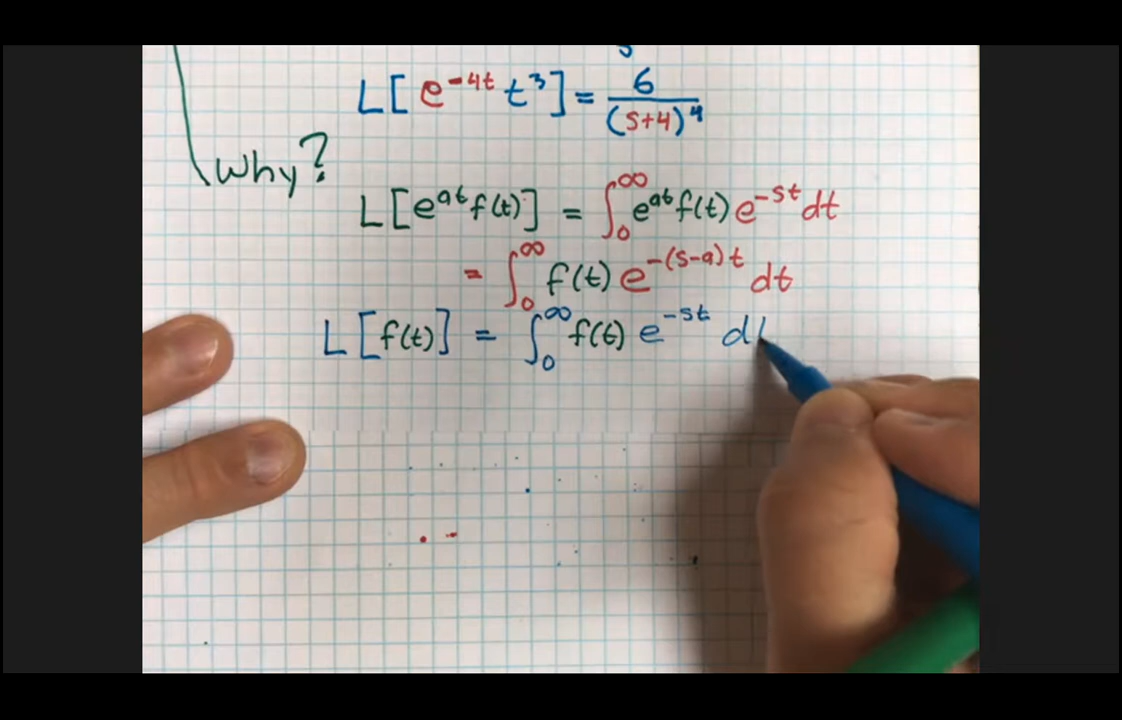 L[e^{-4t} t^3] = 6/(s+4)^4
Why?
L[e^{at} f(t)] = ∫_0^∞ e^{at} f(t) e^{-st} dt
= ∫_0^∞ f(t) e^{-(s-a)t} dt
L[f(t)] = ∫_0^∞ f(t) e^{-st} d